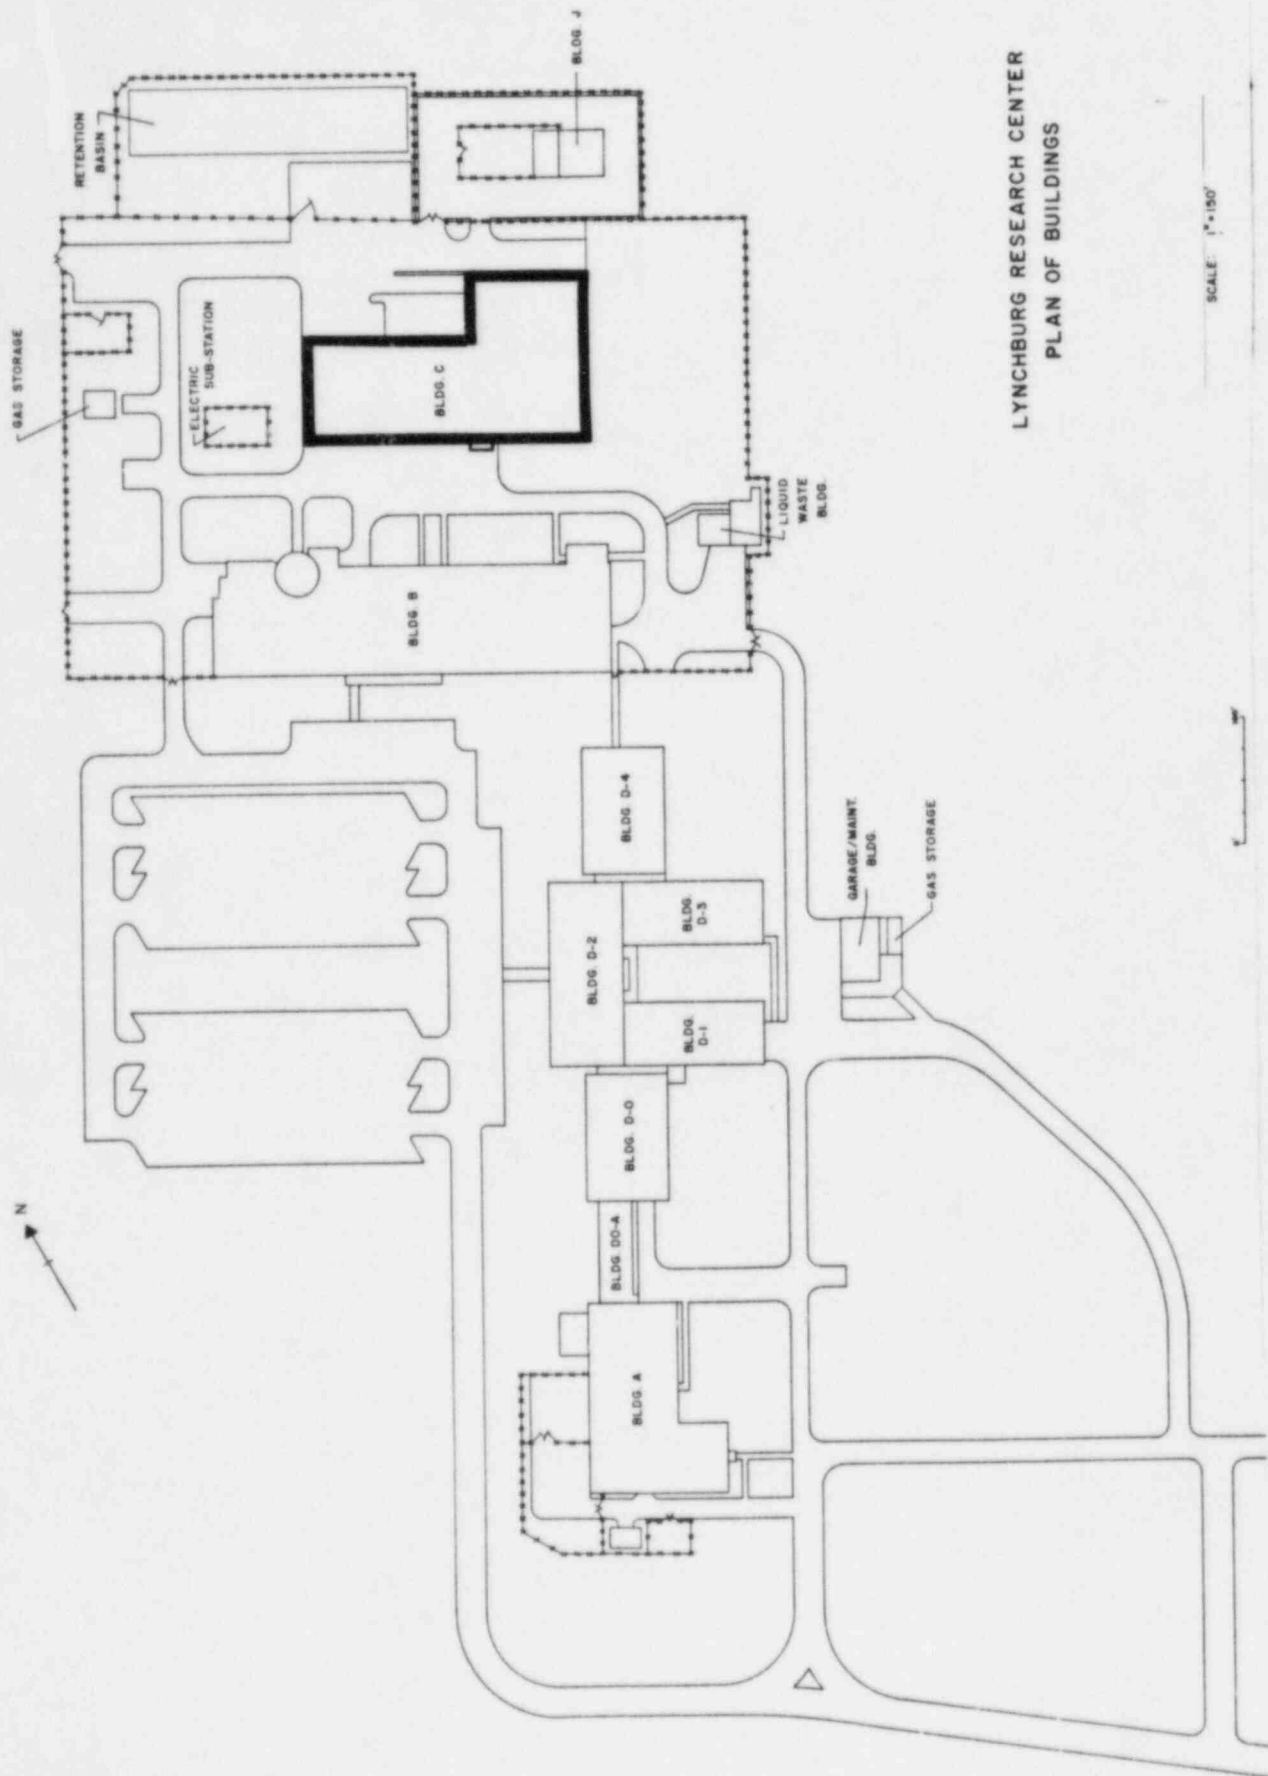 LYNCHBURG RESEARCH CENTER
PLAN OF BUILDINGS
SCALE: 1"=150'
N
GAS STORAGE
RETENTION
BASIN
BLDG. J
ELECTRIC
SUB-STATION
BLDG. C
LIQUID
WASTE
BLDG.
BLDG. B
BLDG. D-4
BLDG. D-2
BLDG.
D-3
BLDG.
D-1
GARAGE/MAINT.
BLDG.
GAS STORAGE
BLDG. D-O
BLDG. DO-A
BLDG. A